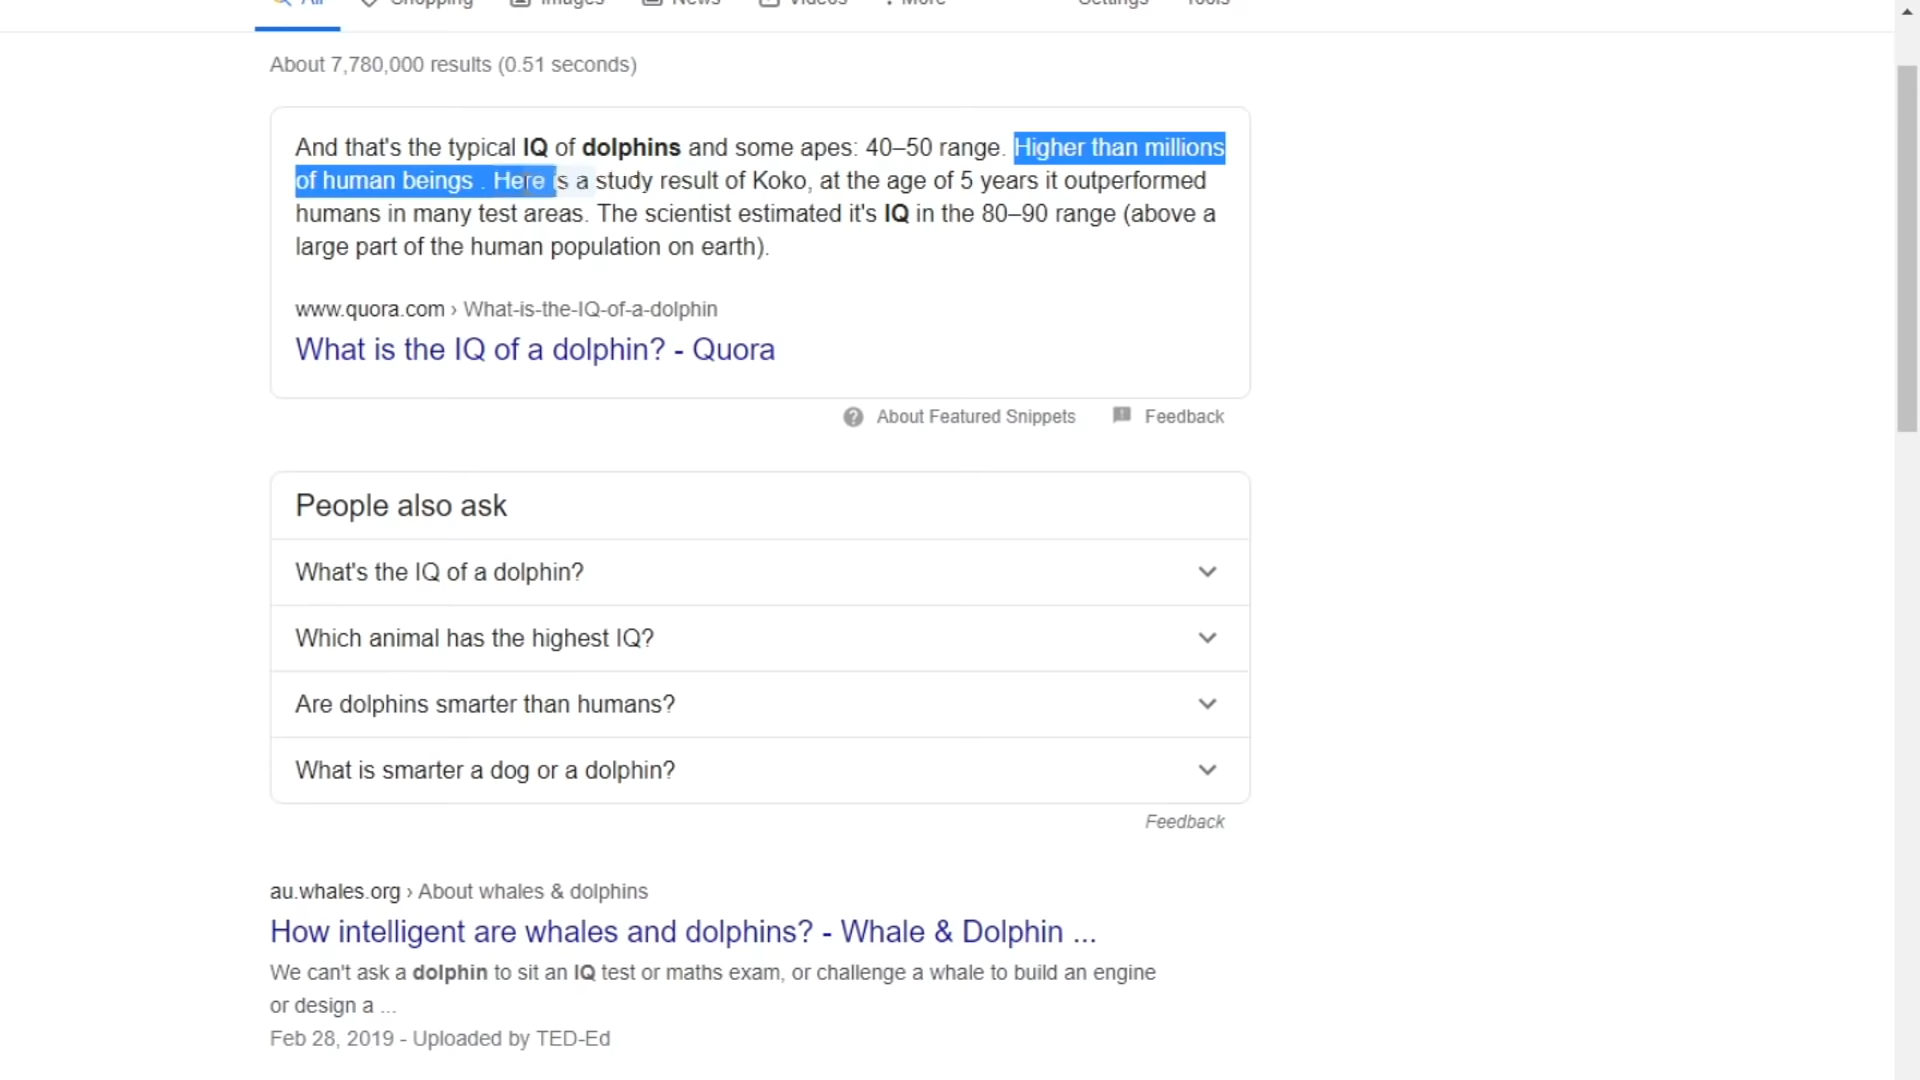 All Shopping Images News Videos More Settings Tools
About 7,780,000 results (0.51 seconds)
And that's the typical IQ of dolphins and some apes: 40–50 range. Higher than millions
of human beings . Here is a study result of Koko, at the age of 5 years it outperformed
humans in many test areas. The scientist estimated it's IQ in the 80–90 range (above a
large part of the human population on earth).
www.quora.com › What-is-the-IQ-of-a-dolphin
What is the IQ of a dolphin? - Quora
About Featured Snippets Feedback
People also ask
What's the IQ of a dolphin?
Which animal has the highest IQ?
Are dolphins smarter than humans?
What is smarter a dog or a dolphin?
Feedback
au.whales.org › About whales & dolphins
How intelligent are whales and dolphins? - Whale & Dolphin ...
We can't ask a dolphin to sit an IQ test or maths exam, or challenge a whale to build an engine
or design a ...
Feb 28, 2019 - Uploaded by TED-Ed